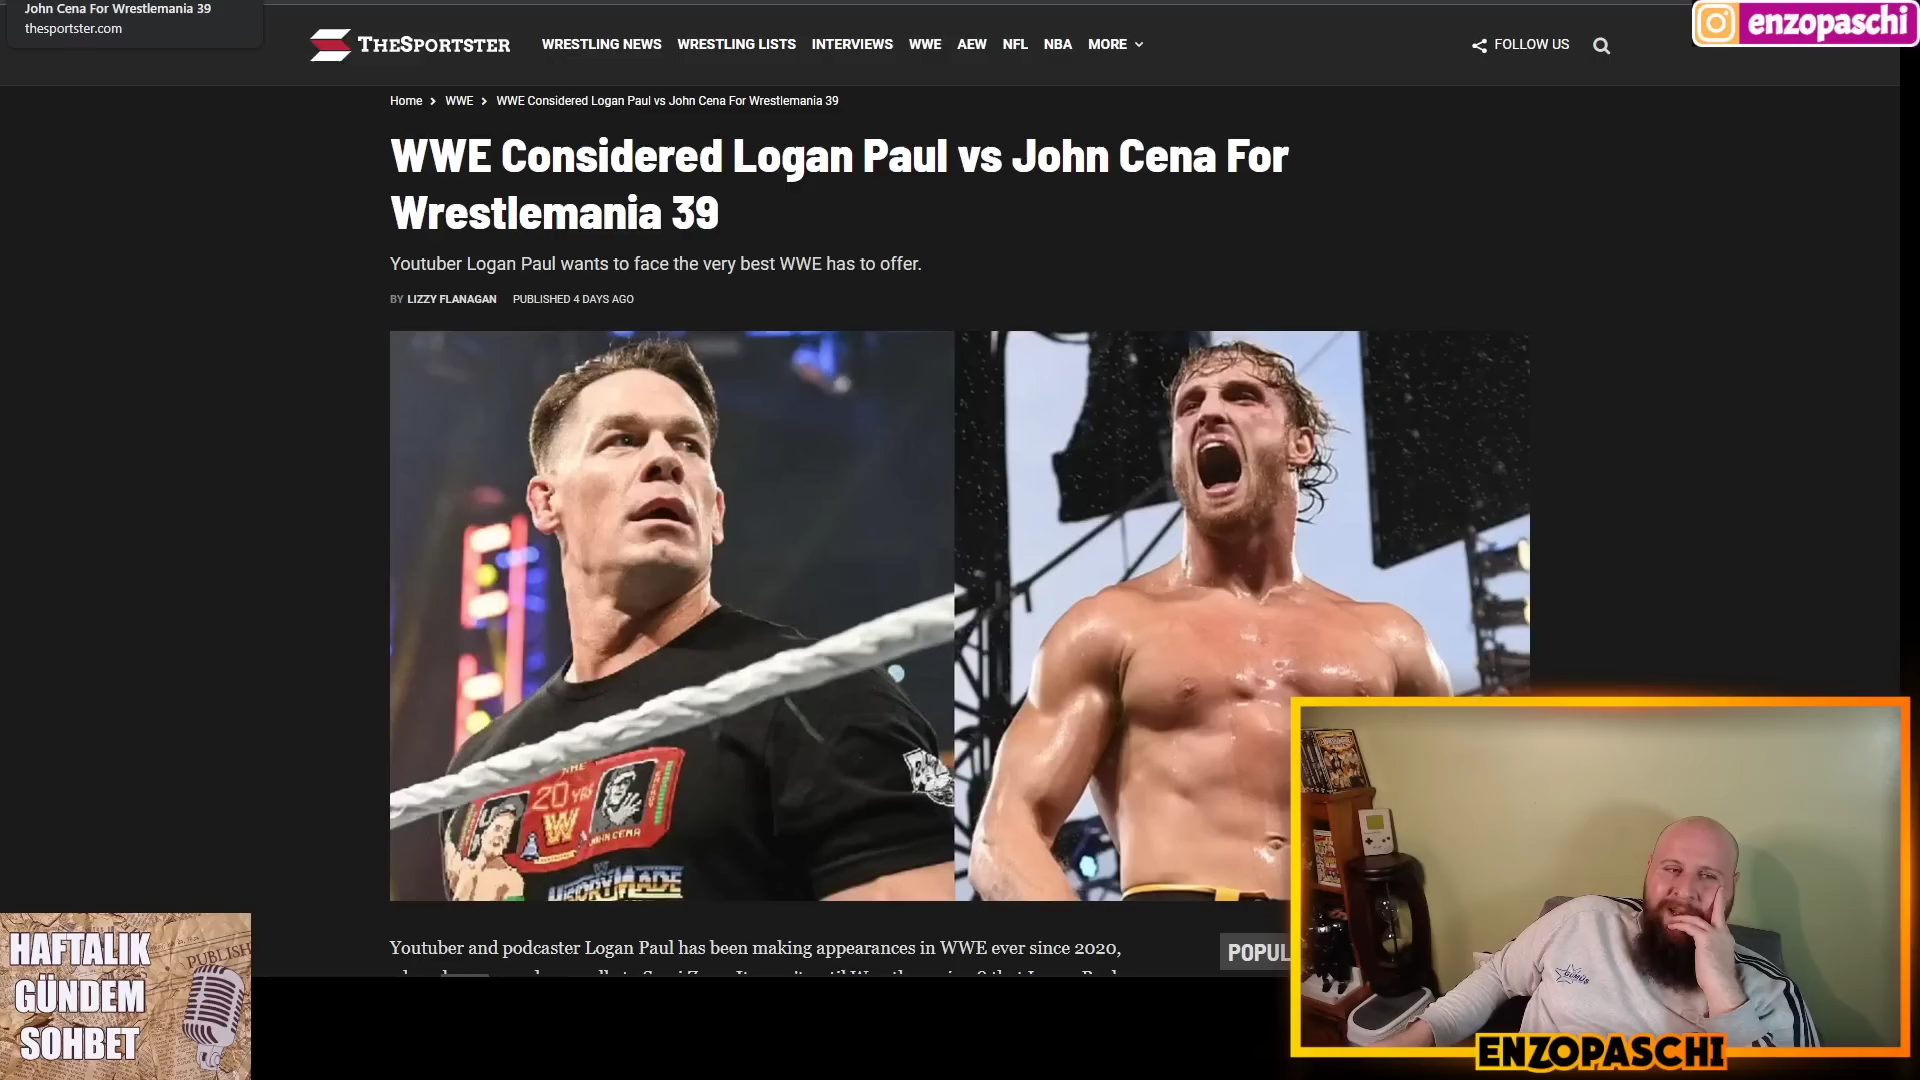 John Cena For Wrestlemania 39
thesportster.com
THESPORTSTER
WRESTLING NEWS WRESTLING LISTS INTERVIEWS WWE AEW NFL NBA MORE
FOLLOW US
enzopaschi
Home > WWE > WWE Considered Logan Paul vs John Cena For Wrestlemania 39
WWE Considered Logan Paul vs John Cena For
Wrestlemania 39
Youtuber Logan Paul wants to face the very best WWE has to offer.
BY LIZZY FLANAGAN PUBLISHED 4 DAYS AGO
THE
20 YRS
JOHN CENA
Youtuber and podcaster Logan Paul has been making appearances in WWE ever since 2020,
POPUL
HAFTALIK
GÜNDEM
SOHBET
PUBLISH
ENZOPASCHI